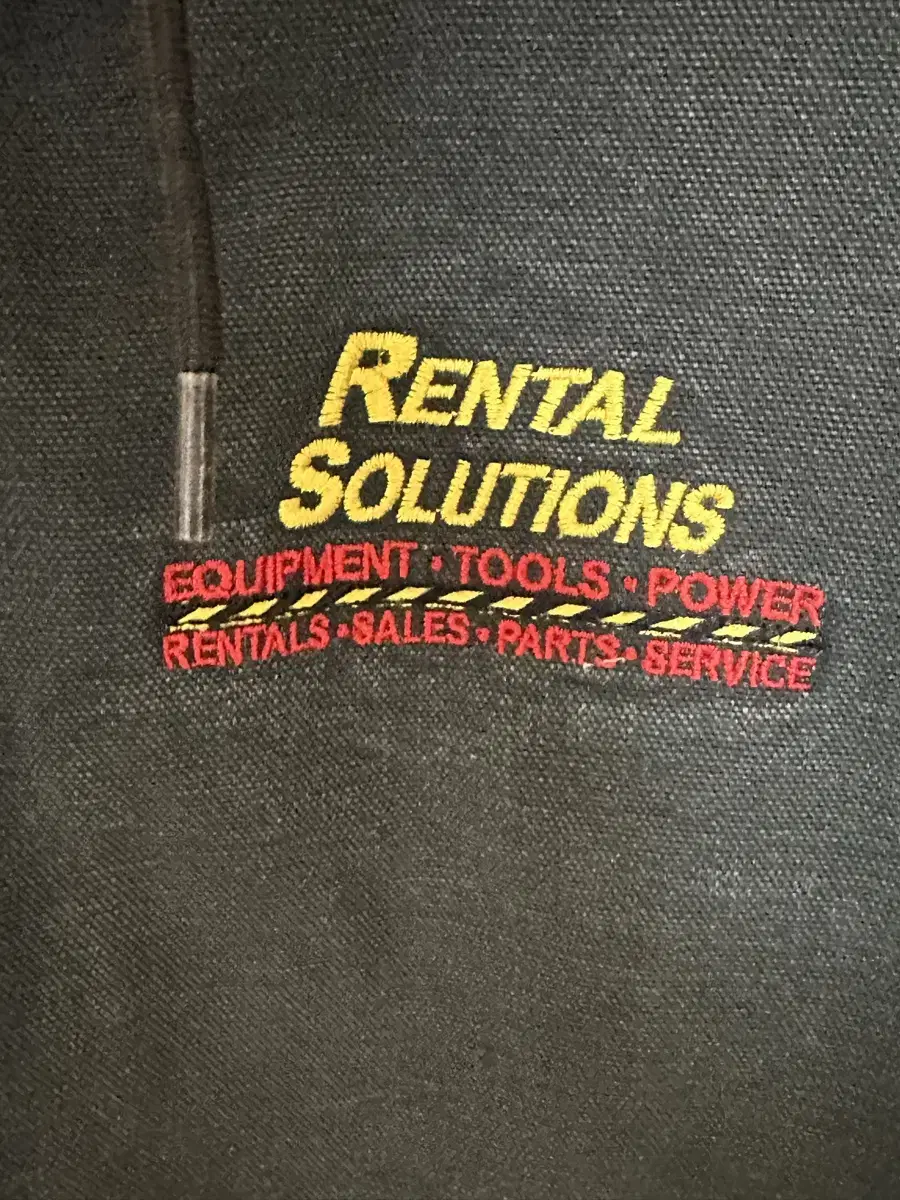 RENTAL
SOLUTIONS
EQUIPMENT · TOOLS · POWER
RENTALS · SALES · PARTS · SERVICE